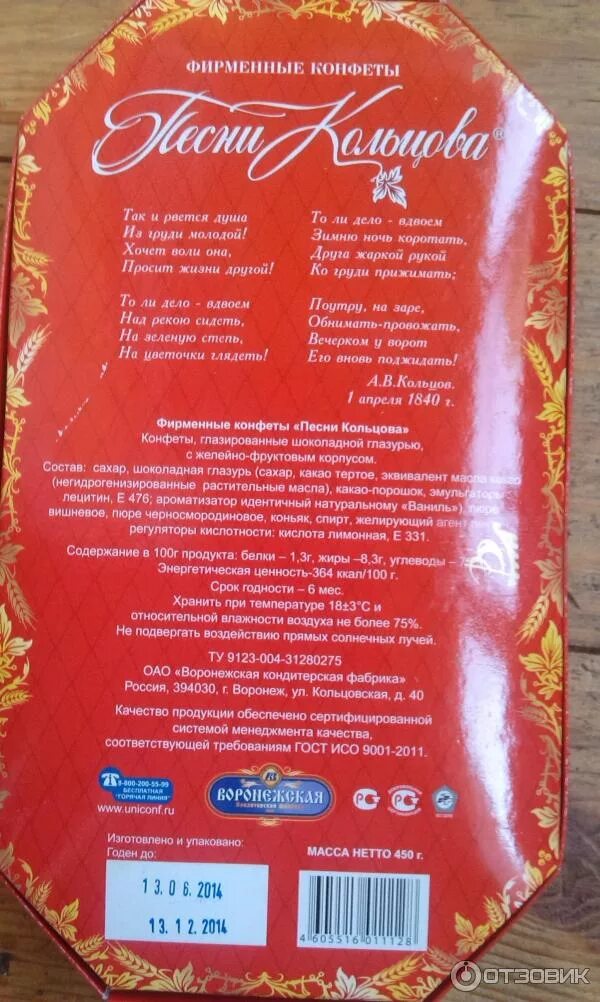 ФИРМЕННЫЕ КОНФЕТЫ
Песни Кольцова®
Так и рвется душа
Из груди молодой!
Хочет воли она,
Просит жизни другой!
То ли дело - вдвоем
Над рекою сидеть,
На зеленую степь,
На цветочки глядеть!
То ли дело - вдвоем
Зимню ночь коротать,
Друга жаркой рукой
Ко груди прижимать;
Поутру, на заре,
Обнимать-провожать,
Вечерком у ворот
Его вновь поджидать!
А.В.Кольцов.
1 апреля 1840 г.
Фирменные конфеты «Песни Кольцова»
Конфеты, глазированные шоколадной глазурью,
с желейно-фруктовым корпусом.
Состав: сахар, шоколадная глазурь (сахар, какао тертое, эквивалент масла какао
(негидрогенизированные растительные масла), какао-порошок, эмульгаторы:
лецитин, Е 476; ароматизатор идентичный натуральному «Ваниль»), пюре
вишневое, пюре черносмородиновое, коньяк, спирт, желирующий агент
регуляторы кислотности: кислота лимонная, Е 331.
Содержание в 100г продукта: белки – 1,3г, жиры –8,3г, углеводы –
Энергетическая ценность-364 ккал/100 г.
Срок годности – 6 мес.
Хранить при температуре 18±3°С и
относительной влажности воздуха не более 75%.
Не подвергать воздействию прямых солнечных лучей.
ТУ 9123-004-31280275
ОАО «Воронежская кондитерская фабрика»
Россия, 394030, г. Воронеж, ул. Кольцовская, д. 40
Качество продукции обеспечено сертифицированной
системой менеджмента качества,
соответствующей требованиям ГОСТ ИСО 9001-2011.
8-800-200-55-99
БЕСПЛАТНАЯ
"ГОРЯЧАЯ ЛИНИЯ"
www.uniconf.ru
ВОРОНЕЖСКАЯ
Кондитерская фабрика
Изготовлено и упаковано:
Годен до:
13.06 2014
13.12.2014
МАССА НЕТТО 450 г.
4 605516 011128
ОТЗОВИК